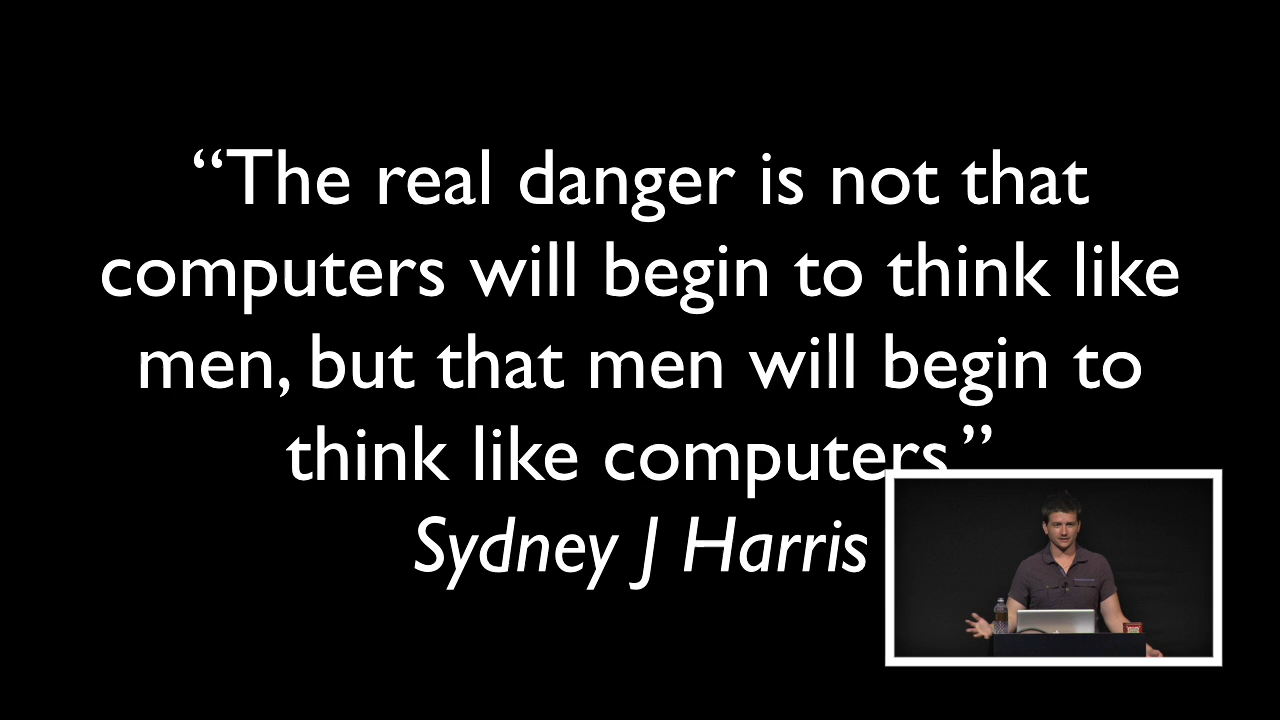 “The real danger is not that
computers will begin to think like
men, but that men will begin to
think like computers.”
Sydney J Harris